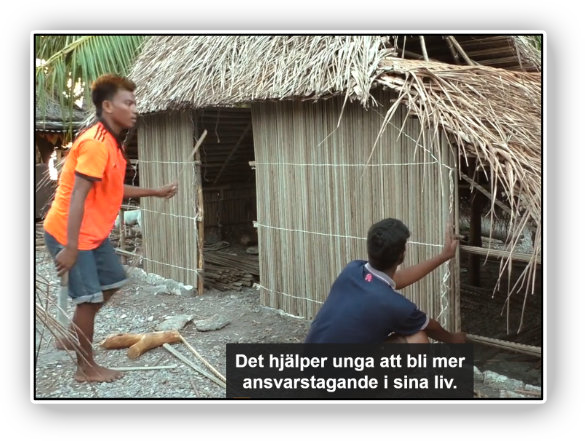 Det hjälper unga att bli mer
ansvarstagande i sina liv.